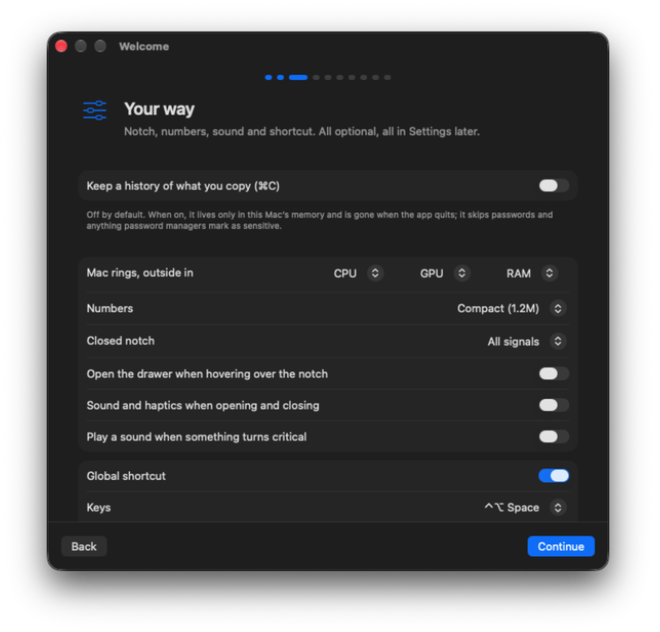 Welcome
Your way
Notch, numbers, sound and shortcut. All optional, all in Settings later.
Keep a history of what you copy (⌘C)
Off by default. When on, it lives only in this Mac's memory and is gone when the app quits; it skips passwords and
anything password managers mark as sensitive.
Mac rings, outside in CPU GPU RAM
Numbers Compact (1.2M)
Closed notch All signals
Open the drawer when hovering over the notch
Sound and haptics when opening and closing
Play a sound when something turns critical
Global shortcut
Keys ^⌥ Space
Back Continue